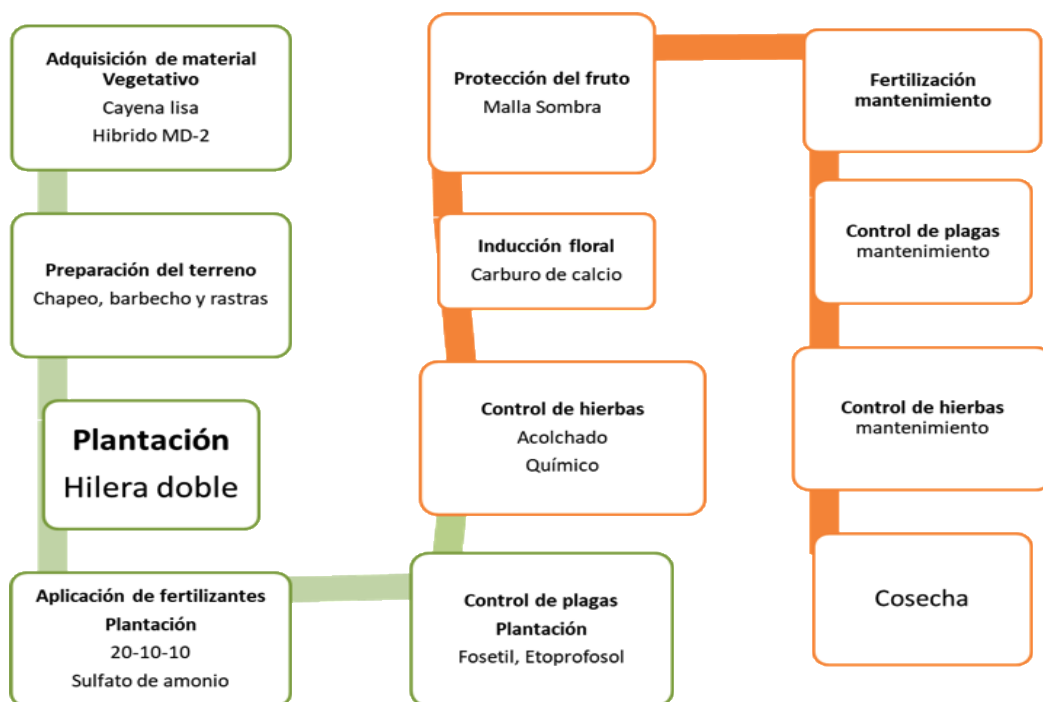 Adquisición de material
Vegetativo
Cayena lisa
Hibrido MD-2
Preparación del terreno
Chapeo, barbecho y rastras
Plantación
Hilera doble
Aplicación de fertilizantes
Plantación
20-10-10
Sulfato de amonio
Control de plagas
Plantación
Fosetil, Etoprofosol
Control de hierbas
Acolchado
Químico
Inducción floral
Carburo de calcio
Protección del fruto
Malla Sombra
Fertilización
mantenimiento
Control de plagas
mantenimiento
Control de hierbas
mantenimiento
Cosecha